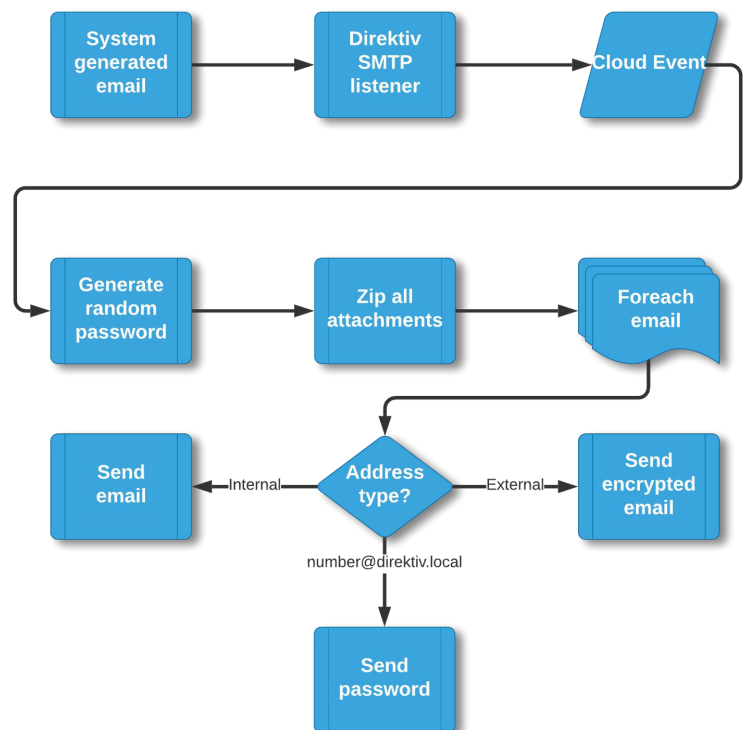 System
generated
email
Direktiv
SMTP
listener
Cloud Event
Generate
random
password
Zip all
attachments
Foreach
email
Send
email
Internal
Address
type?
External
Send
encrypted
email
number@direktiv.local
Send
password